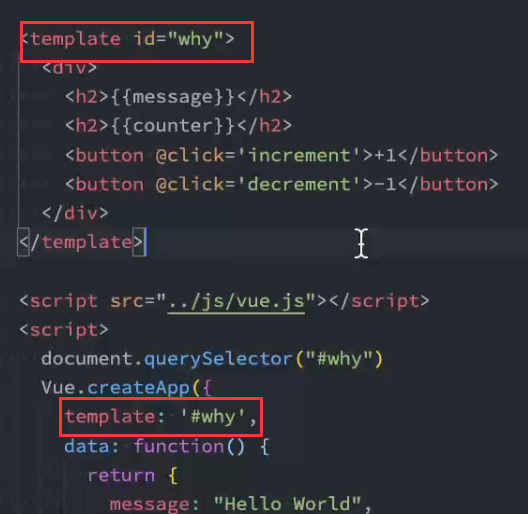 <template id="why">
<div>
<h2>{{message}}</h2>
<h2>{{counter}}</h2>
<button @click='increment'>+1</button>
<button @click='decrement'>-1</button>
</div>
</template>
<script src="../js/vue.js"></script>
<script>
document.querySelector("#why")
Vue.createApp({
template: '#why',
data: function() {
return {
message: "Hello World",